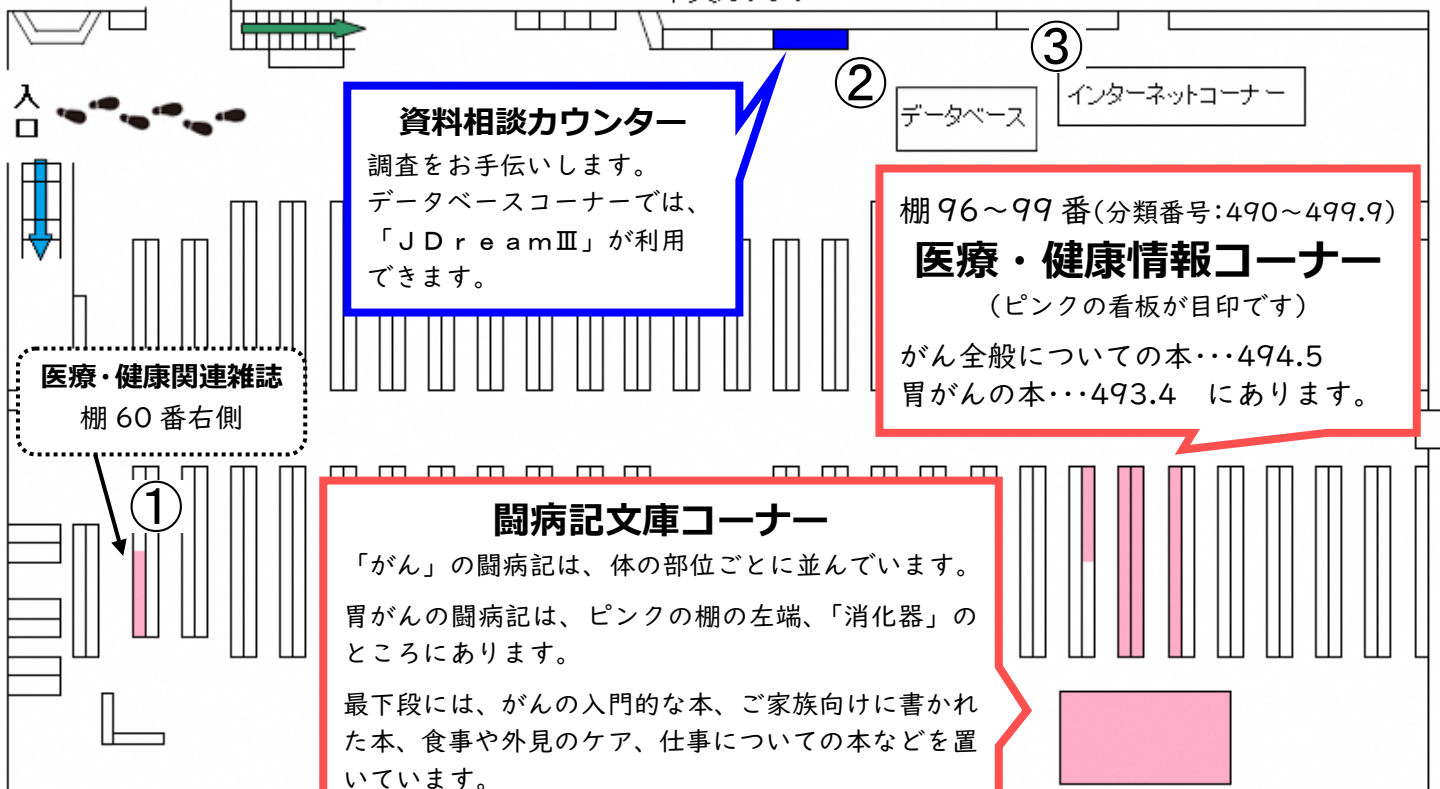 入口
資料相談カウンター
調査をお手伝いします。
データベースコーナーでは、
「ＪＤｒｅａｍⅢ」が利用
できます。
②
データベース
③
インターネットコーナー
棚96～99番(分類番号:490～499.9)
医療・健康情報コーナー
(ピンクの看板が目印です)
がん全般についての本･･･494.5
胃がんの本･･･493.4　にあります。
医療・健康関連雑誌
棚60番右側
①
闘病記文庫コーナー
「がん」の闘病記は、体の部位ごとに並んでいます。
胃がんの闘病記は、ピンクの棚の左端、「消化器」の
ところにあります。
最下段には、がんの入門的な本、ご家族向けに書かれ
た本、食事や外見のケア、仕事についての本などを置
いています。